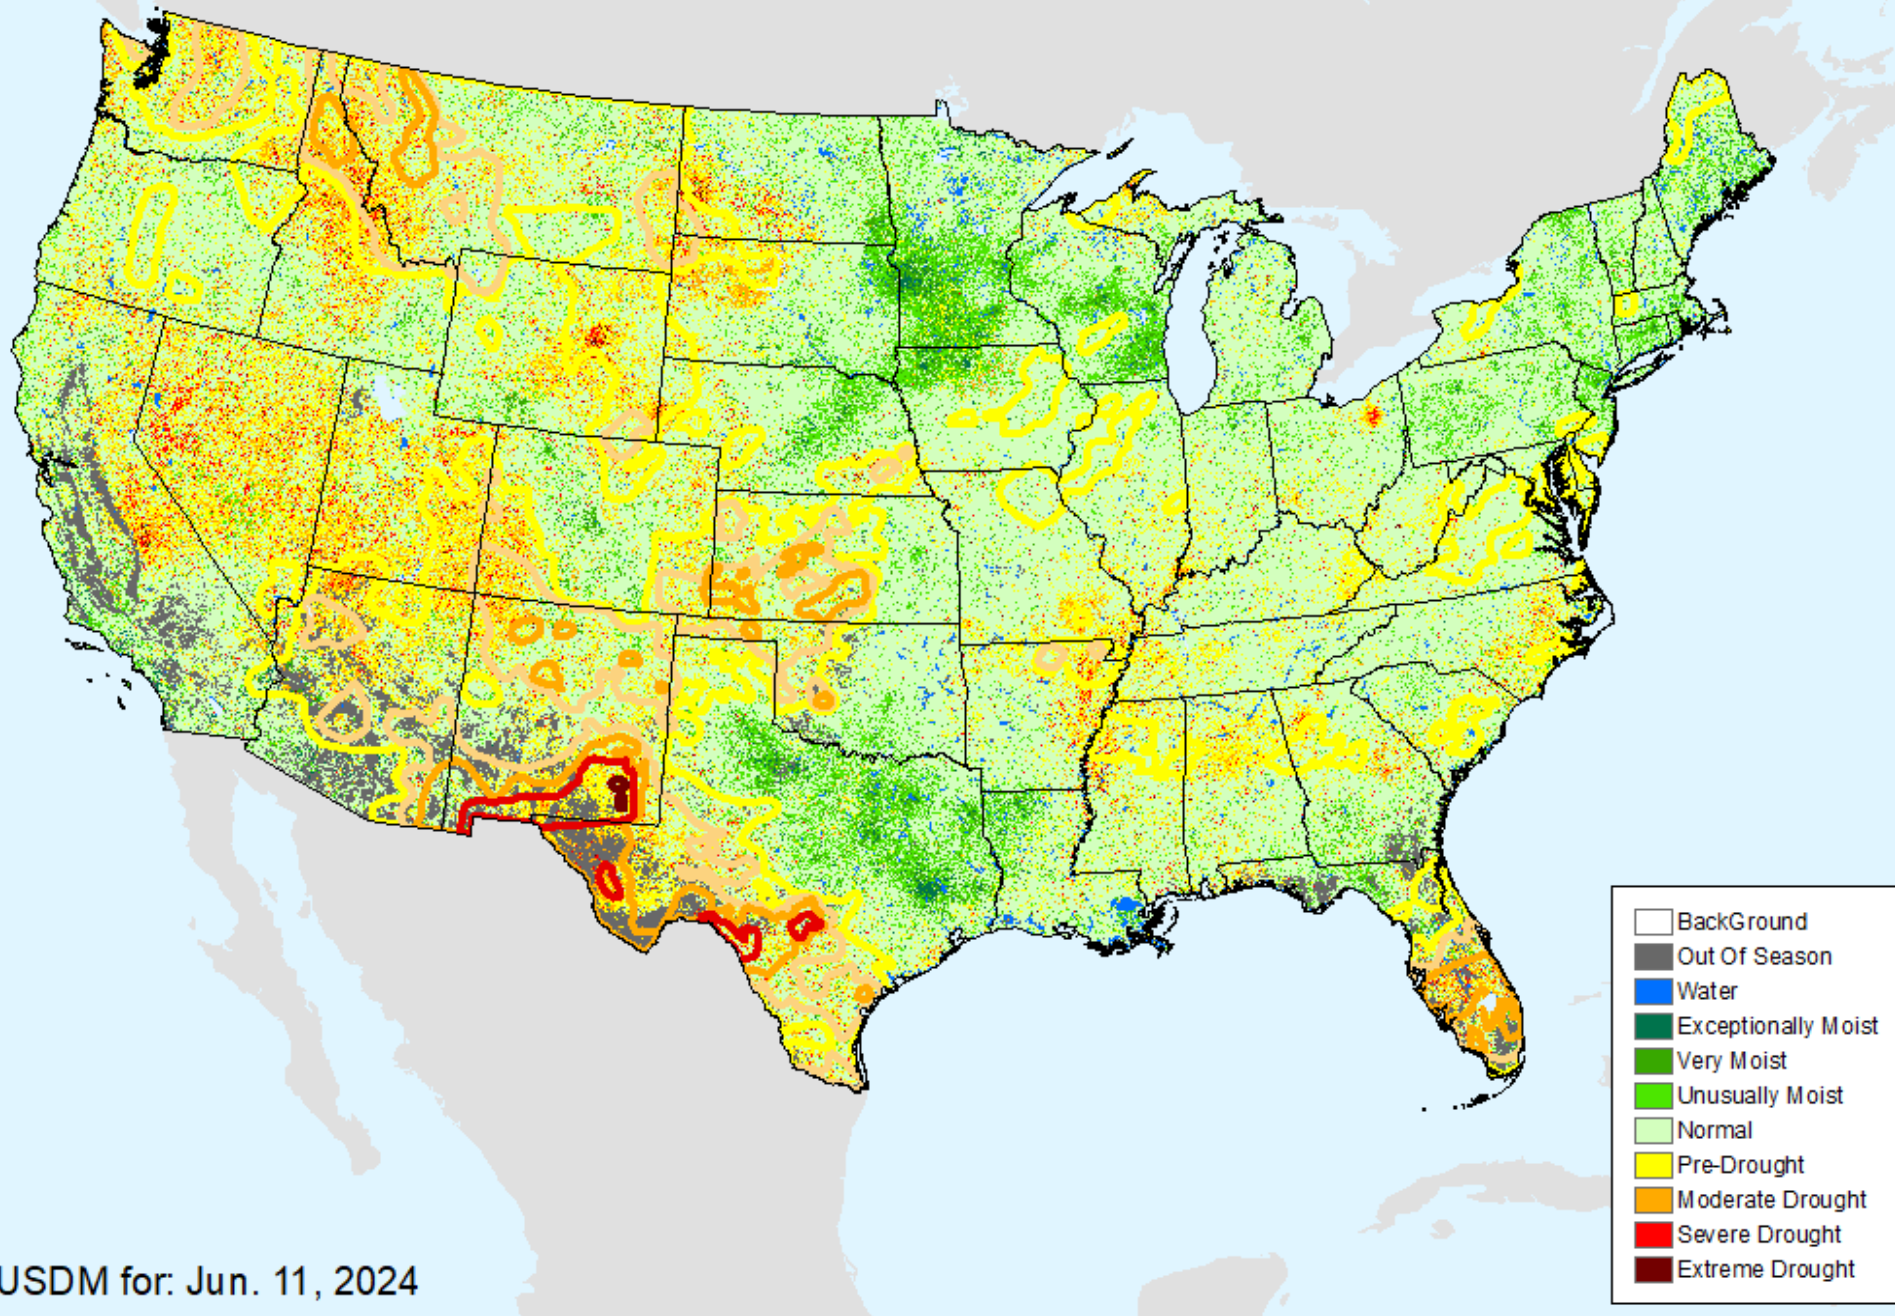 BackGround
Out Of Season
Water
Exceptionally Moist
Very Moist
Unusually Moist
Normal
Pre-Drought
Moderate Drought
Severe Drought
Extreme Drought
USDM for: Jun. 11, 2024